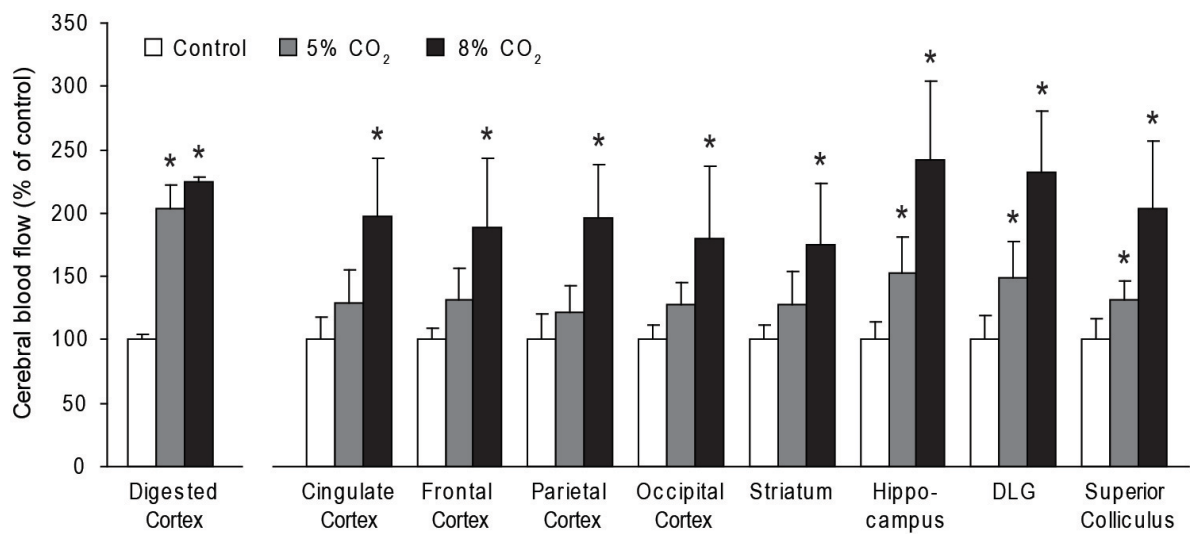 350
Control 5% CO2 8% CO2
300
250
200
150
100
50
0
Cerebral blood flow (% of control)
* *
*
*
*
*
*
* *
* *
* *
Digested
Cortex
Cingulate
Cortex
Frontal
Cortex
Parietal
Cortex
Occipital
Cortex
Striatum
Hippo-
campus
DLG
Superior
Colliculus